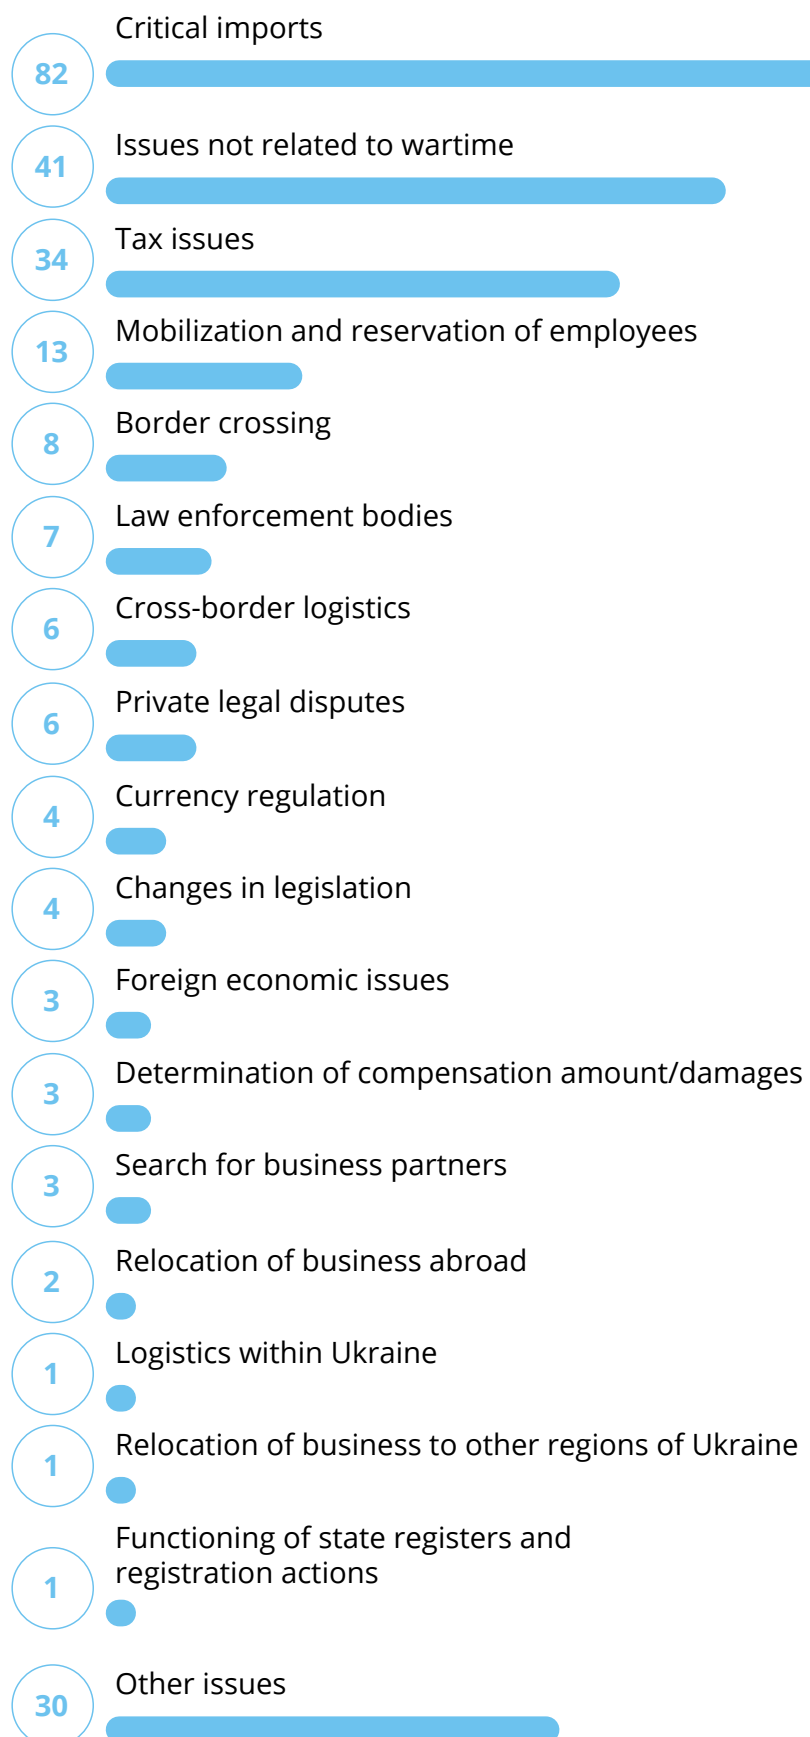 Critical imports
82
Issues not related to wartime
41
Tax issues
34
Mobilization and reservation of employees
13
Border crossing
8
Law enforcement bodies
7
Cross-border logistics
6
Private legal disputes
6
Currency regulation
4
Changes in legislation
4
Foreign economic issues
3
Determination of compensation amount/damages
3
Search for business partners
3
Relocation of business abroad
2
Logistics within Ukraine
1
Relocation of business to other regions of Ukraine
1
Functioning of state registers and
registration actions
1
Other issues
30